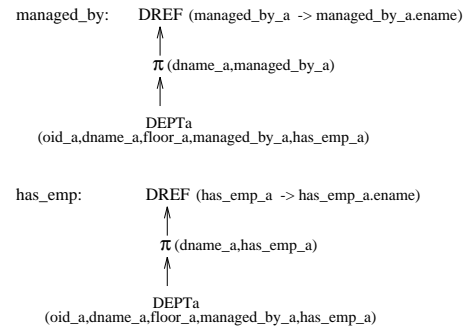 managed_by: DREF (managed_by_a -> managed_by_a.ename)
π (dname_a,managed_by_a)
DEPTa
(oid_a,dname_a,floor_a,managed_by_a,has_emp_a)
has_emp: DREF (has_emp_a -> has_emp_a.ename)
π (dname_a,has_emp_a)
DEPTa
(oid_a,dname_a,floor_a,managed_by_a,has_emp_a)